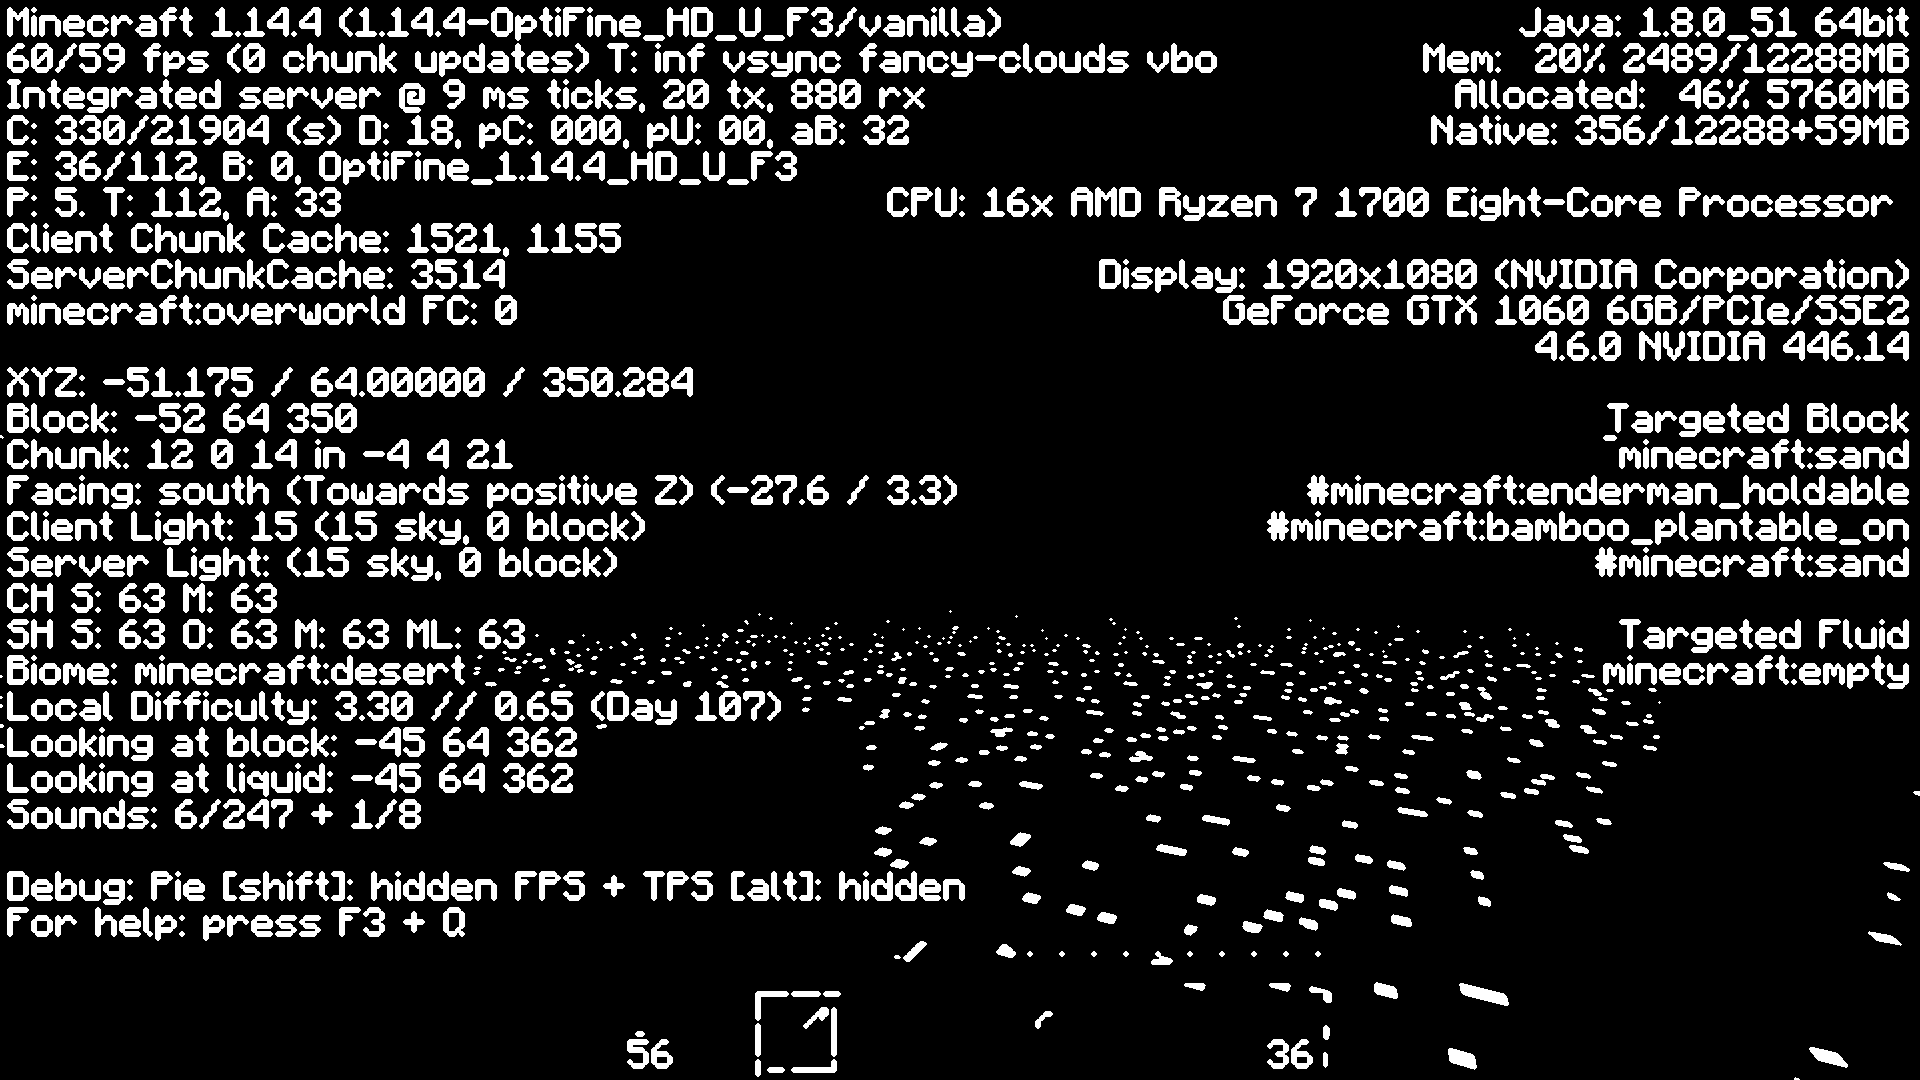 Minecraft 1.14.4 (1.14.4-OptiFine_HD_U_F3/vanilla)
60/59 fps (0 chunk updates) T: inf vsync fancy-clouds vbo
Integrated server @ 9 ms ticks, 20 tx, 880 rx
C: 330/21904 (s) D: 18, pC: 000, pU: 00, aB: 32
E: 36/112, B: 0, OptiFine_1.14.4_HD_U_F3
P: 5. T: 112, A: 33
Client Chunk Cache: 1521, 1155
ServerChunkCache: 3514
minecraft:overworld FC: 0
XYZ: -51.175 / 64.00000 / 350.284
Block: -52 64 350
Chunk: 12 0 14 in -4 4 21
Facing: south (Towards positive Z) (-27.6 / 3.3)
Client Light: 15 (15 sky, 0 block)
Server Light: (15 sky, 0 block)
CH S: 63 M: 63
SH S: 63 O: 63 M: 63 ML: 63
Biome: minecraft:desert
Local Difficulty: 3.30 // 0.65 (Day 107)
Looking at block: -45 64 362
Looking at liquid: -45 64 362
Sounds: 6/247 + 1/8
Debug: Pie [shift]: hidden FPS + TPS [alt]: hidden
For help: press F3 + Q
Java: 1.8.0_51 64bit
Mem: 20% 2489/12288MB
Allocated: 46% 5760MB
Native: 356/12288+59MB
CPU: 16x AMD Ryzen 7 1700 Eight-Core Processor
Display: 1920x1080 (NVIDIA Corporation)
GeForce GTX 1060 6GB/PCIe/SSE2
4.6.0 NVIDIA 446.14
Targeted Block
minecraft:sand
#minecraft:enderman_holdable
#minecraft:bamboo_plantable_on
#minecraft:sand
Targeted Fluid
minecraft:empty
56
36